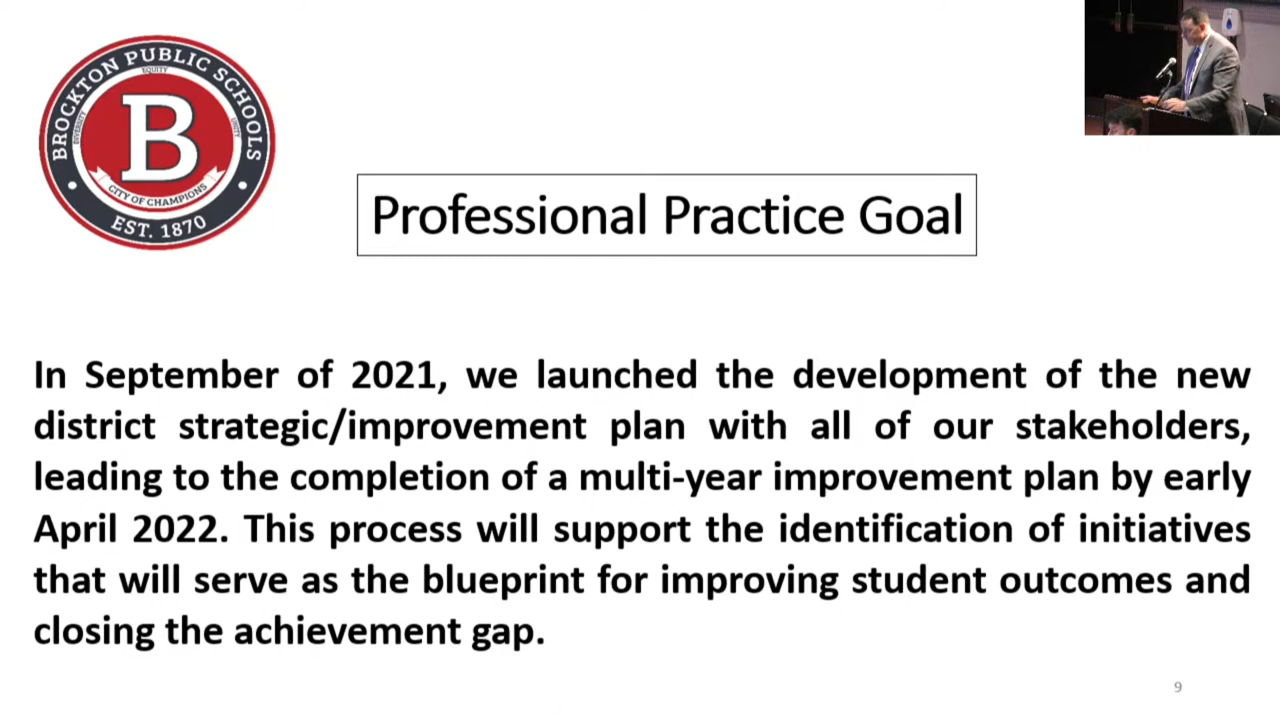 BROCKTON PUBLIC SCHOOLS
EQUITY
DIVERSITY
UNITY
B
CITY OF CHAMPIONS
EST. 1870
Professional Practice Goal
In September of 2021, we launched the development of the new
district strategic/improvement plan with all of our stakeholders,
leading to the completion of a multi-year improvement plan by early
April 2022. This process will support the identification of initiatives
that will serve as the blueprint for improving student outcomes and
closing the achievement gap.
9